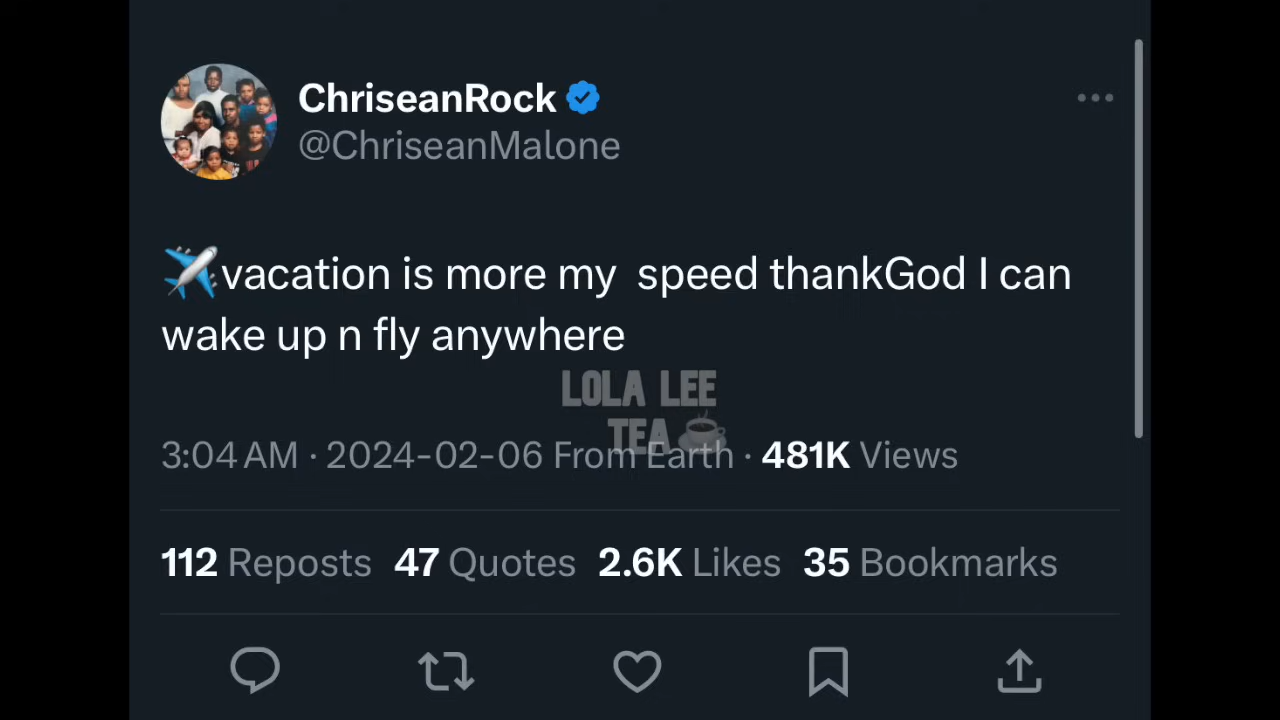 ChriseanRock
@ChriseanMalone
✈️vacation is more my  speed thankGod I can
wake up n fly anywhere
LOLA LEE
TEA☕
3:04 AM · 2024-02-06 From Earth · 481K Views
112 Reposts 47 Quotes 2.6K Likes 35 Bookmarks